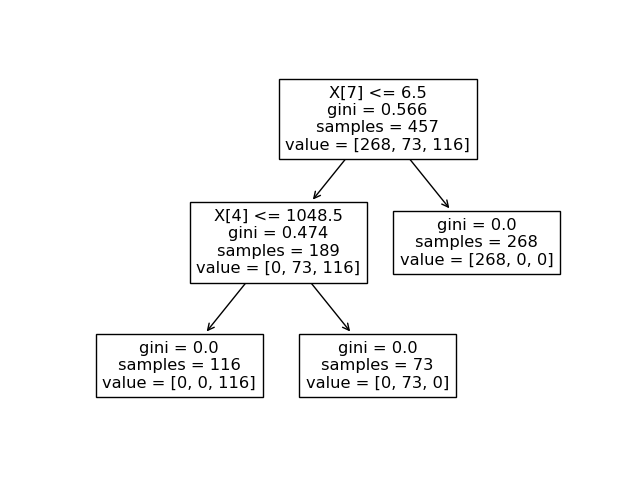 X[7] <= 6.5
gini = 0.566
samples = 457
value = [268, 73, 116]
X[4] <= 1048.5
gini = 0.474
samples = 189
value = [0, 73, 116]
gini = 0.0
samples = 268
value = [268, 0, 0]
gini = 0.0
samples = 116
value = [0, 0, 116]
gini = 0.0
samples = 73
value = [0, 73, 0]